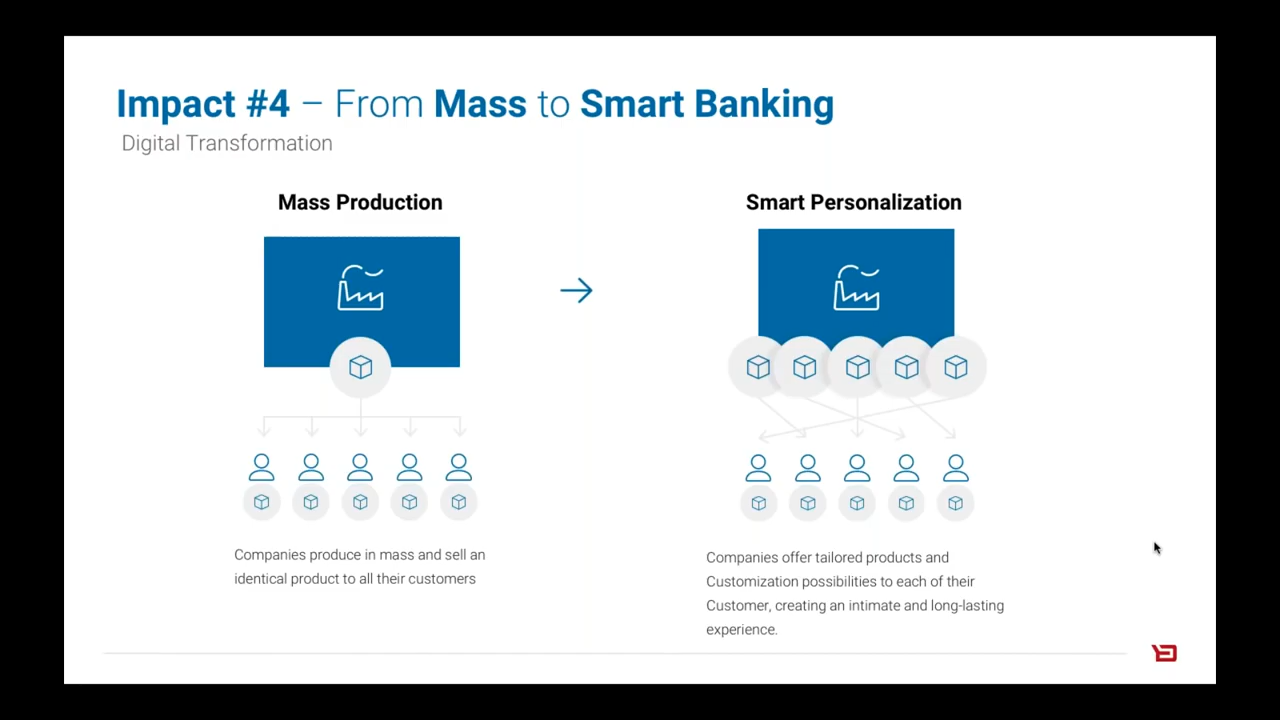 Impact #4 – From Mass to Smart Banking
Digital Transformation
Mass Production
Companies produce in mass and sell an
identical product to all their customers
Smart Personalization
Companies offer tailored products and
Customization possibilities to each of their
Customer, creating an intimate and long-lasting
experience.